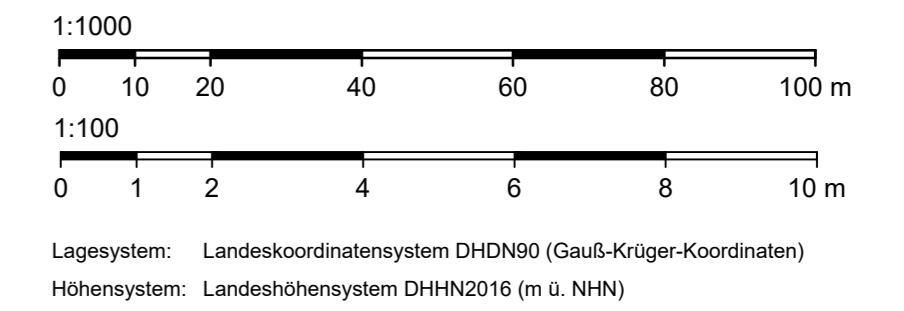 1:1000
0 10 20 40 60 80 100 m
1:100
0 1 2 4 6 8 10 m
Lagesystem: Landeskoordinatensystem DHDN90 (Gauß-Krüger-Koordinaten)
Höhensystem: Landeshöhensystem DHHN2016 (m ü. NHN)